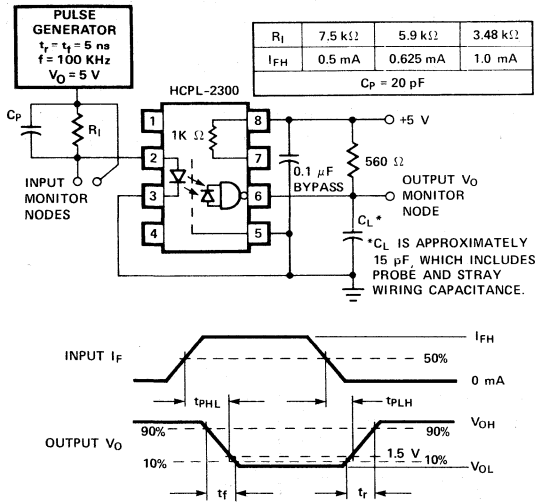 PULSE
GENERATOR
tr = tf = 5 ns
f = 100 KHz
VO = 5 V
RI 7.5 kΩ 5.9 kΩ 3.48 kΩ
IFH 0.5 mA 0.625 mA 1.0 mA
CP = 20 pF
HCPL-2300
CP
RI
1
2
3
4
1K Ω
8
7
6
5
+5 V
560 Ω
0.1 μF
BYPASS
INPUT
MONITOR
NODES
OUTPUT VO
MONITOR
NODE
CL*
*CL IS APPROXIMATELY
15 pF, WHICH INCLUDES
PROBE AND STRAY
WIRING CAPACITANCE.
INPUT IF
IFH
50%
0 mA
tPHL
tPLH
OUTPUT VO
90%
10%
90%
VOH
1.5 V
10%
VOL
tf
tr